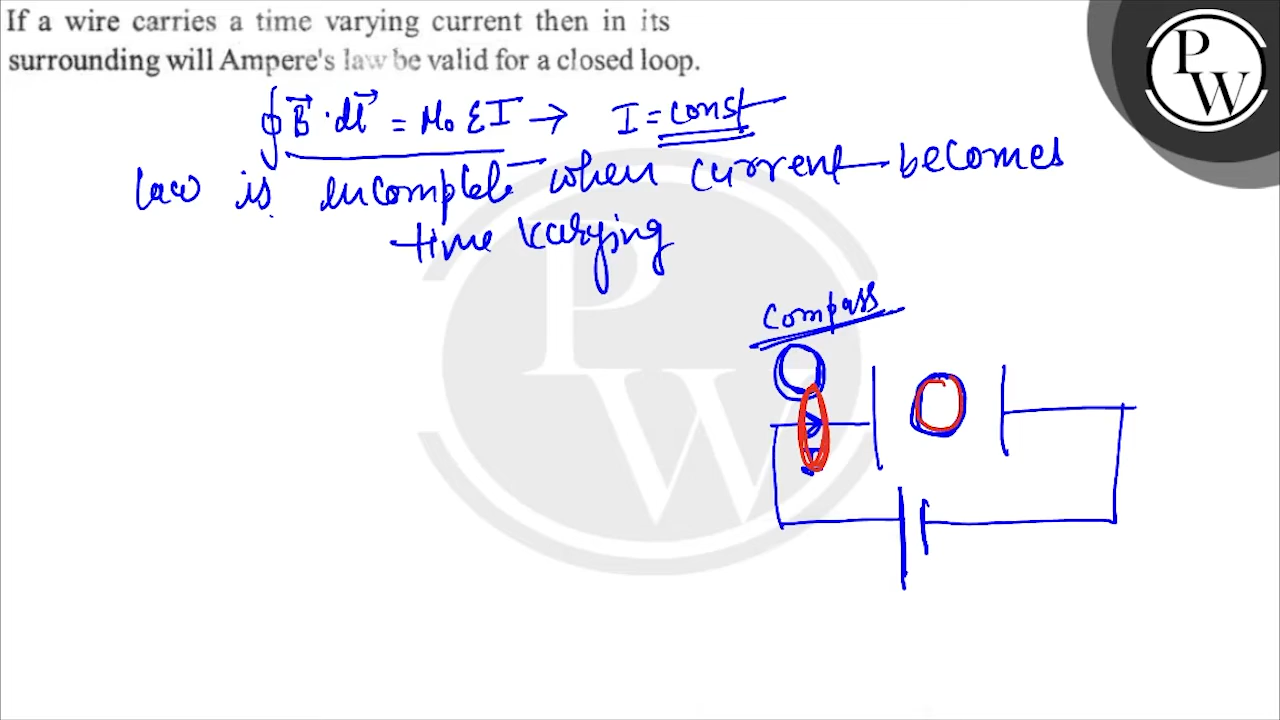 If a wire carries a time varying current then in its
surrounding will Ampere's law be valid for a closed loop.
P
W
∮ B⃗ · dl⃗ = μ₀ ΣI → I = const
law is incomplete when current becomes
time varying
Compass
I
PW